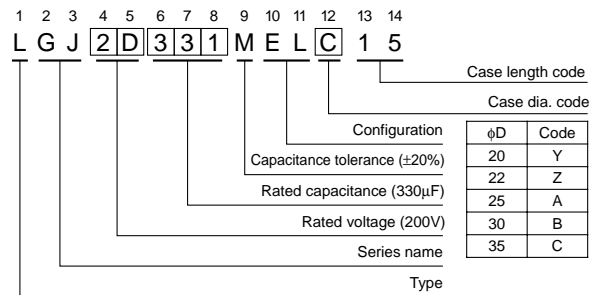 1 2 3 4 5 6 7 8 9 10 11 12 13 14
L G J 2 D 3 3 1 M E L C 1 5
Case length code
Case dia. code
Configuration
Capacitance tolerance (±20%)
Rated capacitance (330μF)
Rated voltage (200V)
Series name
Type
ϕD Code
20 Y
22 Z
25 A
30 B
35 C